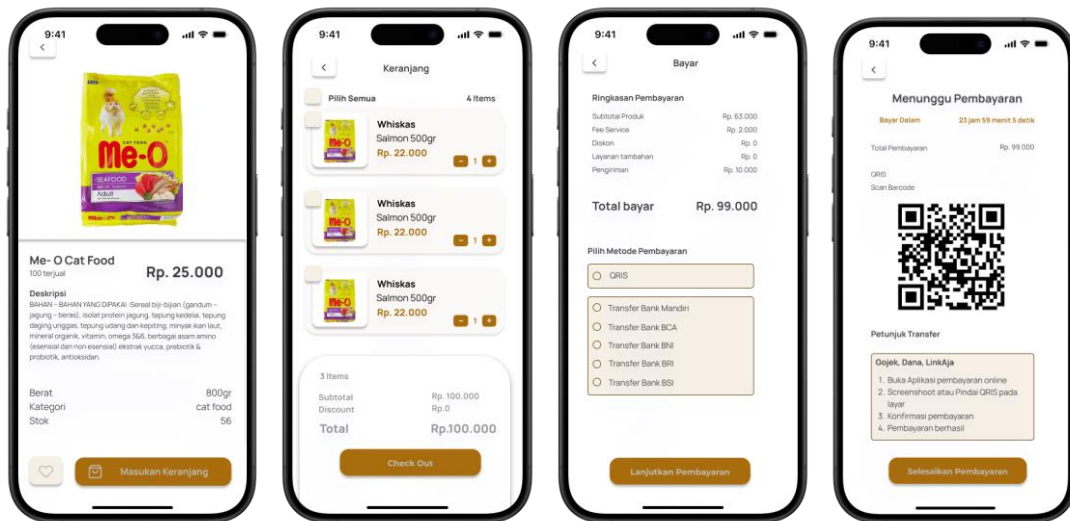 9:41
Me-O
CAT FOOD
SEAFOOD
Adult
Me- O Cat Food
100 terjual
Rp. 25.000
Deskripsi
BAHAN – BAHAN YANG DIPAKAI :Sereal biji-bijian (gandum –
jagung – beras), isolat protein jagung, tepung kedelai, tepung
daging unggas, tepung udang dan kepiting, minyak ikan laut,
mineral organik, vitamin, omega 3&6, berbagai asam amino
(esensial dan non esensial) ekstrak yucca, prebiotik &
probiotik, antioksidan.
Berat 800gr
Kategori cat food
Stok 56
Masukan Keranjang
9:41
Keranjang
Pilih Semua 4 Items
Whiskas
Salmon 500gr
Rp. 22.000
- 1 +
Me-O
Whiskas
Salmon 500gr
Rp. 22.000
- 1 +
Me-O
Whiskas
Salmon 500gr
Rp. 22.000
- 1 +
Me-O
3 Items
Subtotal Rp. 100.000
Discount Rp.0
Total Rp.100.000
Check Out
9:41
Bayar
Ringkasan Pembayaran
Subtotal Produk Rp. 63.000
Fee Service Rp. 2.000
Diskon Rp. 0
Layanan tambahan Rp. 0
Pengiriman Rp. 10.000
Total bayar Rp. 99.000
Pilih Metode Pembayaran
QRIS
Transfer Bank Mandiri
Transfer Bank BCA
Transfer Bank BNI
Transfer Bank BRI
Transfer Bank BSI
Lanjutkan Pembayaran
9:41
Menunggu Pembayaran
Bayar Dalam 23 jam 59 menit 5 detik
Total Pembayaran Rp. 99.000
QRIS
Scan Barcode
Petunjuk Transfer
Gojek, Dana, LinkAja
1. Buka Aplikasi pembayaran online
2. Screenshoot atau Pindai QRIS pada
layar
3. Konfirmasi pembayaran
4. Pembayaran berhasil
Selesaikan Pembayaran